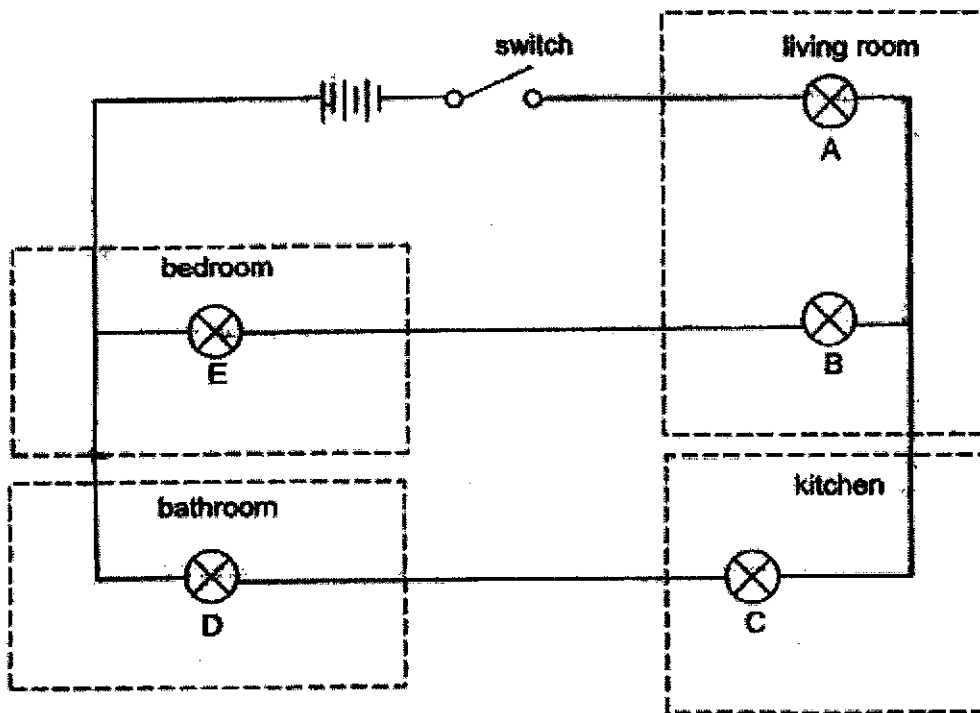 switch
living room
A
bedroom
E
B
bathroom
D
kitchen
C